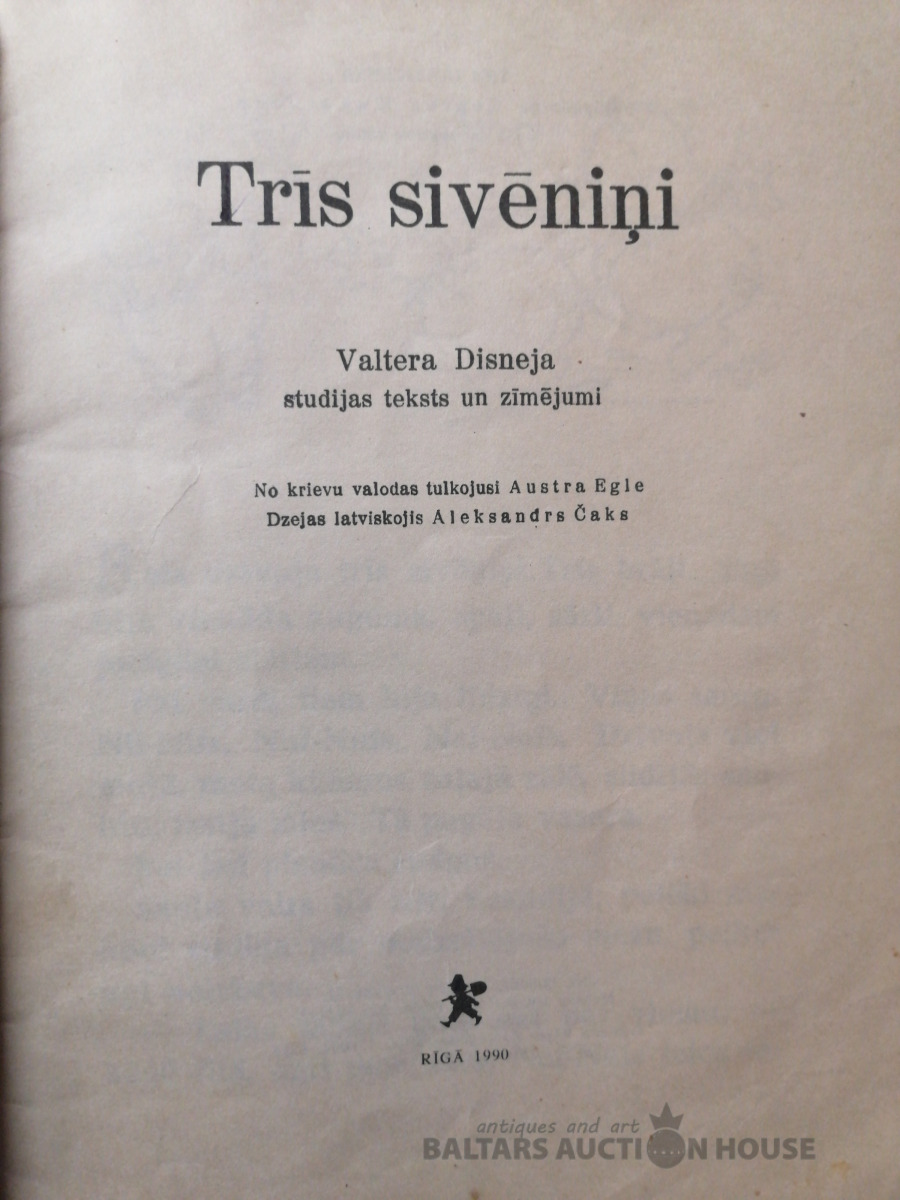 Trīs sivēniņi
Valtera Disneja
studijas teksts un zīmējumi
No krievu valodas tulkojusi Austra Egle
Dzejas latviskojis Aleksandrs Čaks
RĪGĀ 1990
antiques and art
BALTARS AUCTION HOUSE